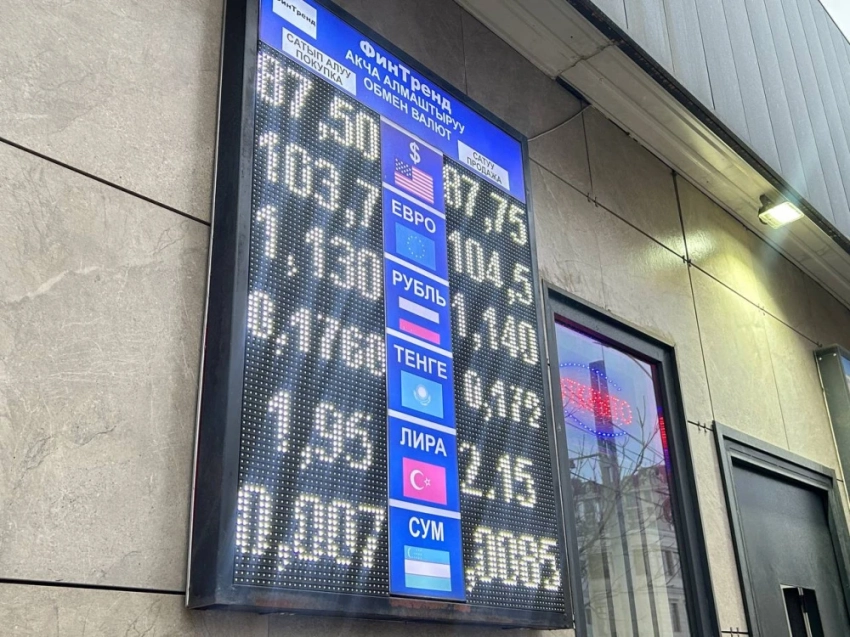 ФинТренд
ФинТренд
АКЧА АЛМАШТЫРУУ
ОБМЕН ВАЛЮТ
САТЫП АЛУУ
ПОКУПКА
САТУУ
ПРОДАЖА
87,50 $ 87,75
103,7 ЕВРО 104,5
1,130 РУБЛЬ 1,140
0,1760 ТЕНГЕ 0,172
1,95 ЛИРА 2.15
0,007 СУМ ,0085